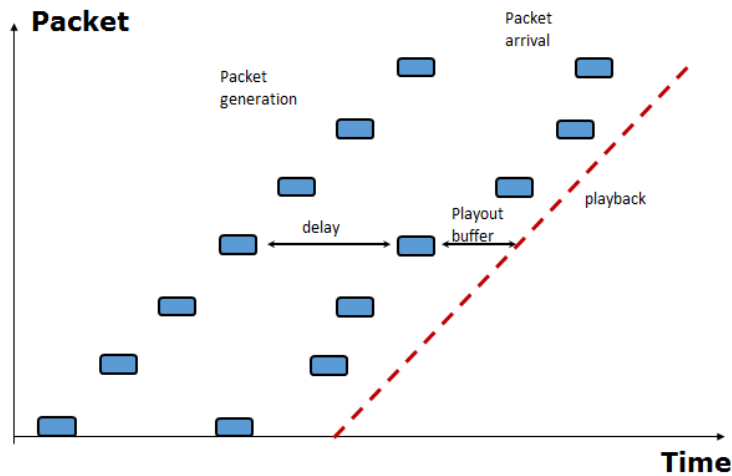 Packet
Packet
arrival
Packet
generation
playback
Playout
buffer
delay
Time